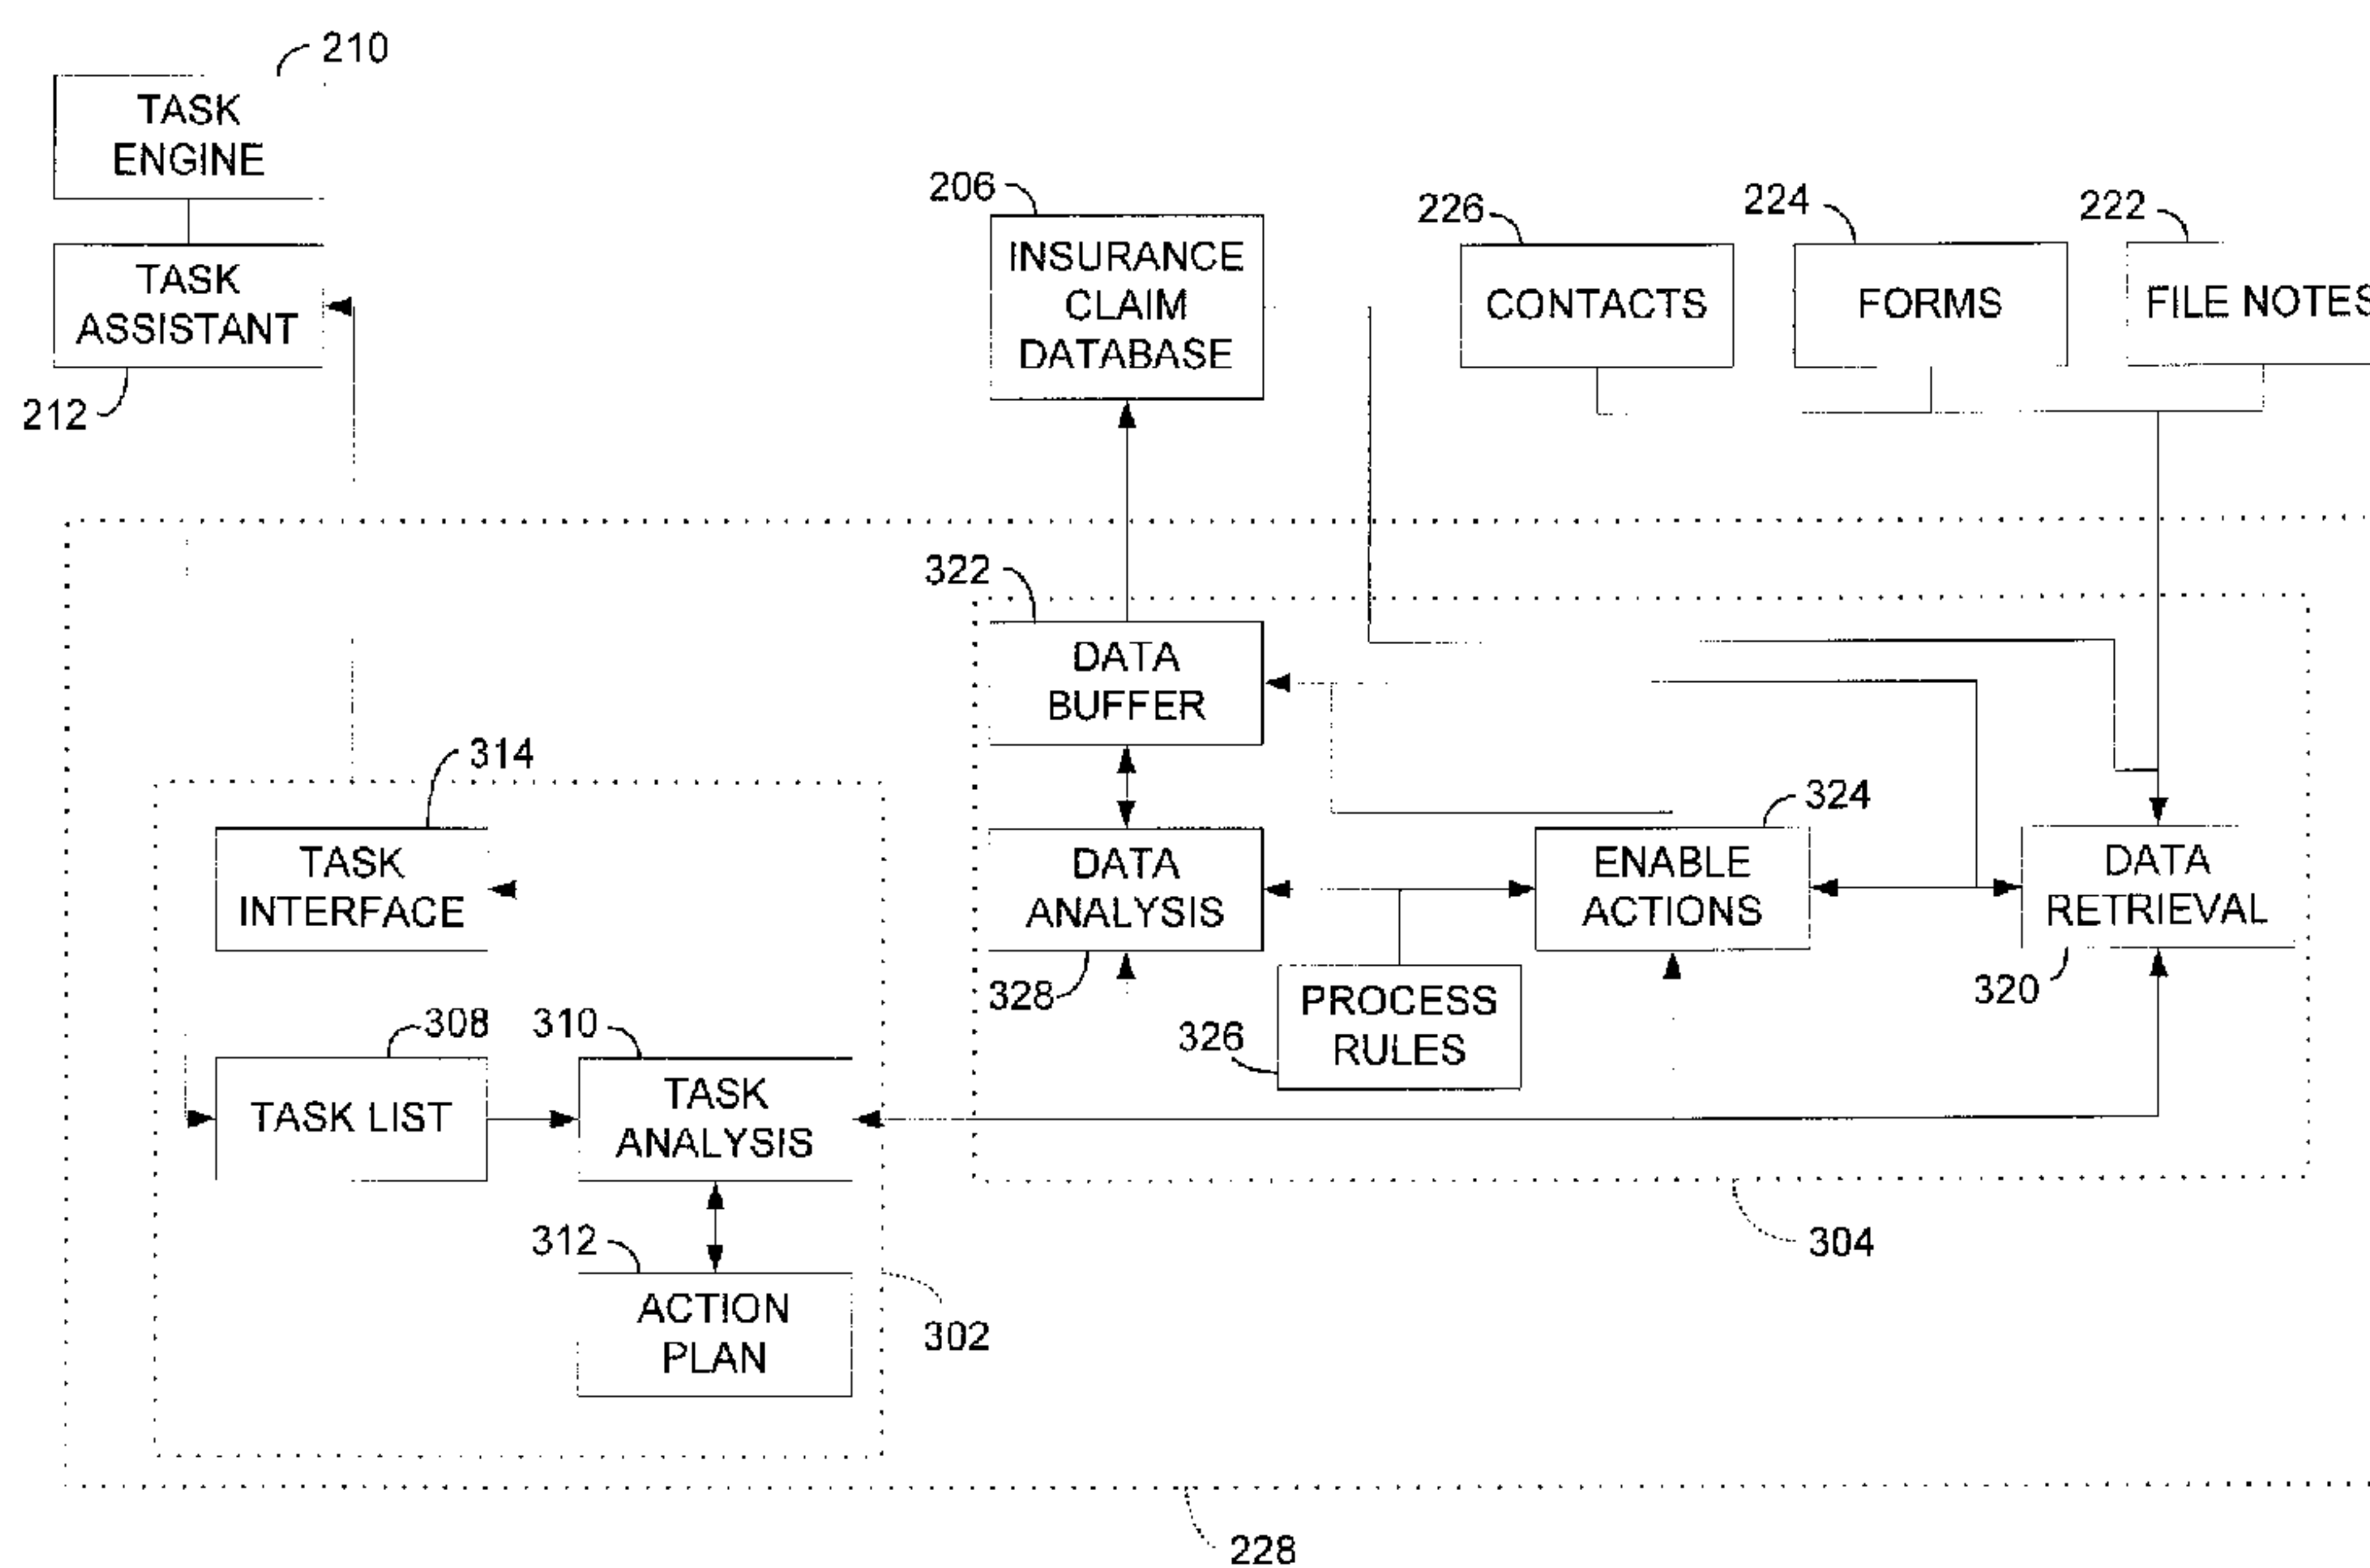 210
TASK
ENGINE
TASK
ASSISTANT
212
206
INSURANCE
CLAIM
DATABASE
226
CONTACTS
224
FORMS
222
FILE NOTES
322
DATA
BUFFER
314
TASK
INTERFACE
DATA
ANALYSIS
328
324
ENABLE
ACTIONS
DATA
RETRIEVAL
320
PROCESS
RULES
326
308
TASK LIST
310
TASK
ANALYSIS
312
ACTION
PLAN
302
304
228